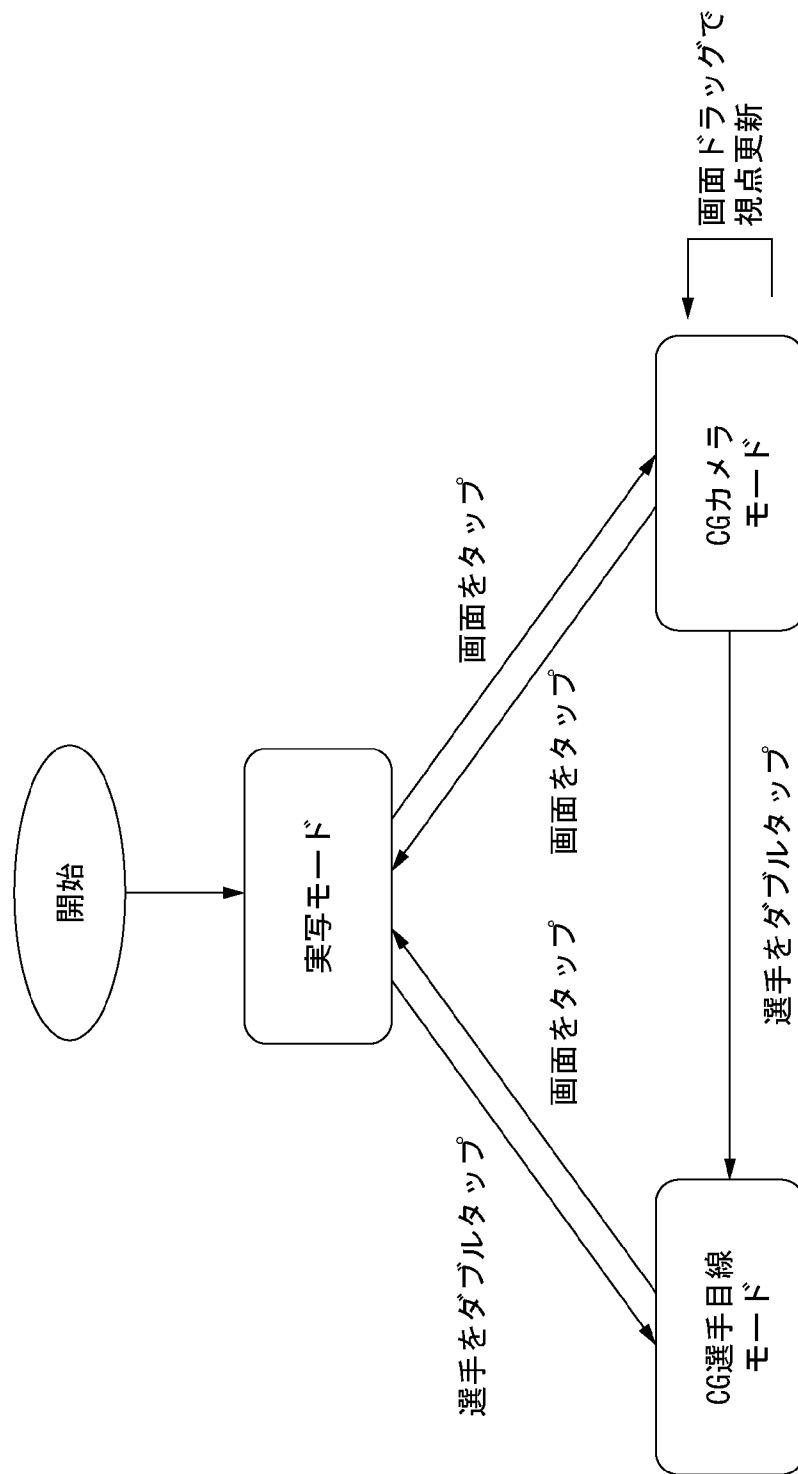 開始
実写モード
選手をダブルタップ
画面をタップ
画面をタップ
画面をタップ
CG選手目線
モード
選手をダブルタップ
CGカメラ
モード
画面ドラッグで
視点更新